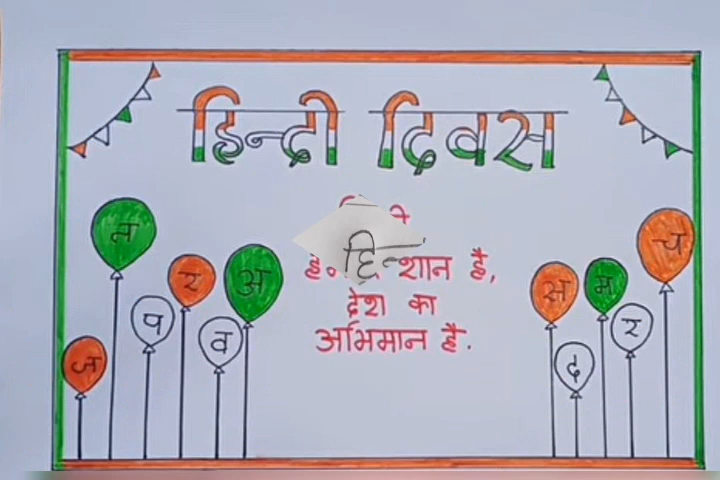 हिन्दी दिवस
शान है,
देश का
अभिमान है.
र
अ
प
व
ज
च
स
म
र
द